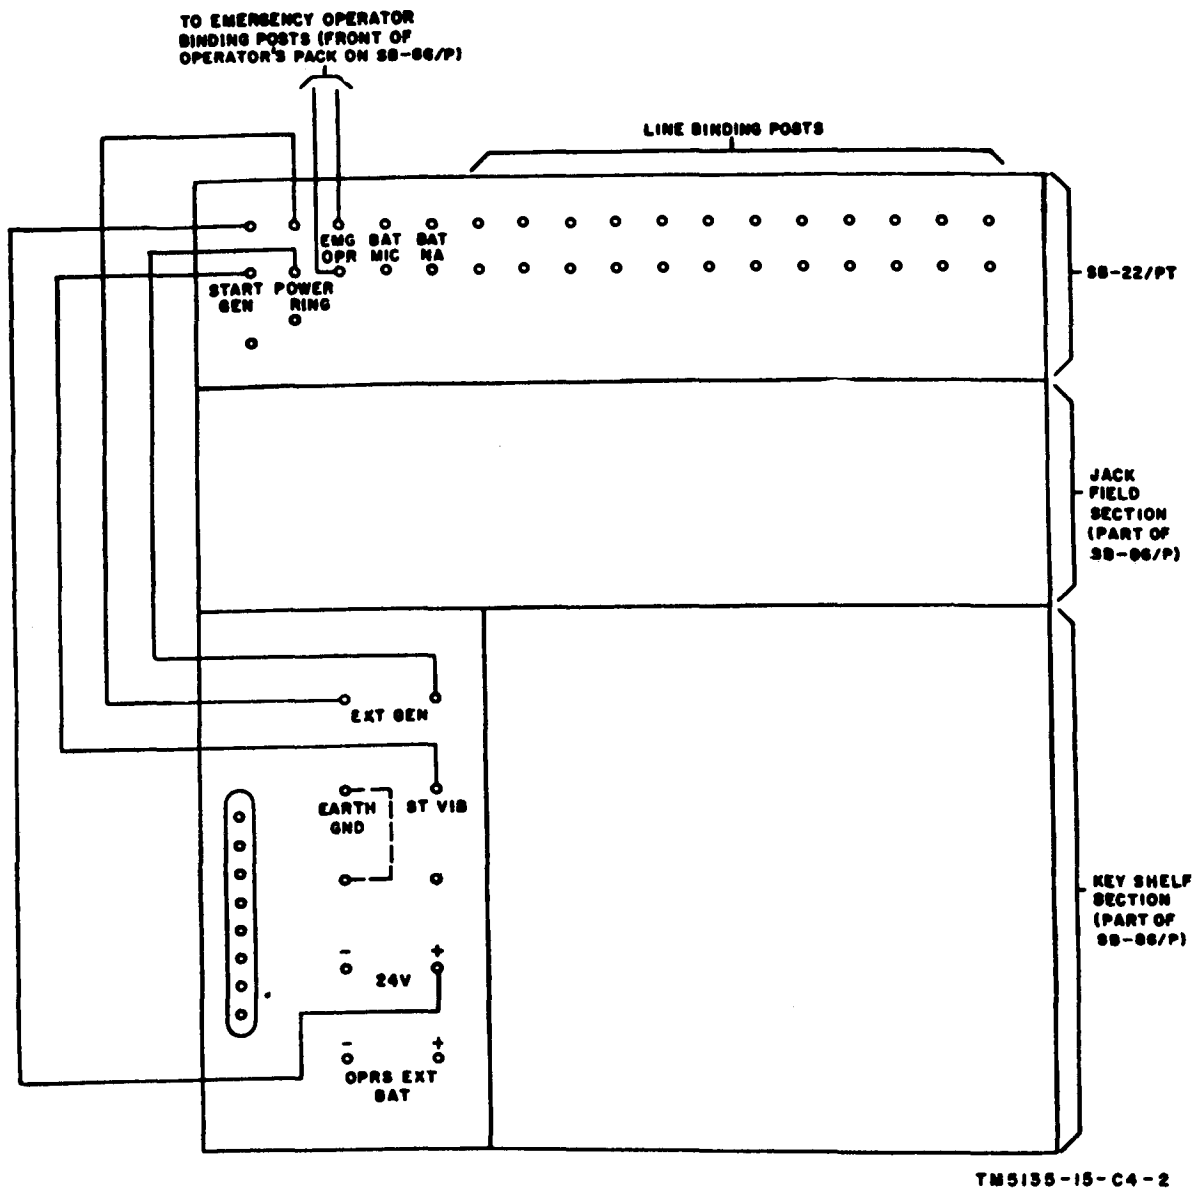 TO EMERGENCY OPERATOR
BINDING POSTS (FRONT OF
OPERATOR'S PACK ON SB-86/P)
LINE BINDING POSTS
EMG BAT BAT
OPR MIC NA
START POWER
GEN RING
SB-22/PT
JACK
FIELD
SECTION
(PART OF
SB-86/P)
EXT GEN
EARTH ST VIB
GND
KEY SHELF
SECTION
(PART OF
SB-86/P)
- +
24V
- +
OPRS EXT
BAT
TM5135-15-C4-2